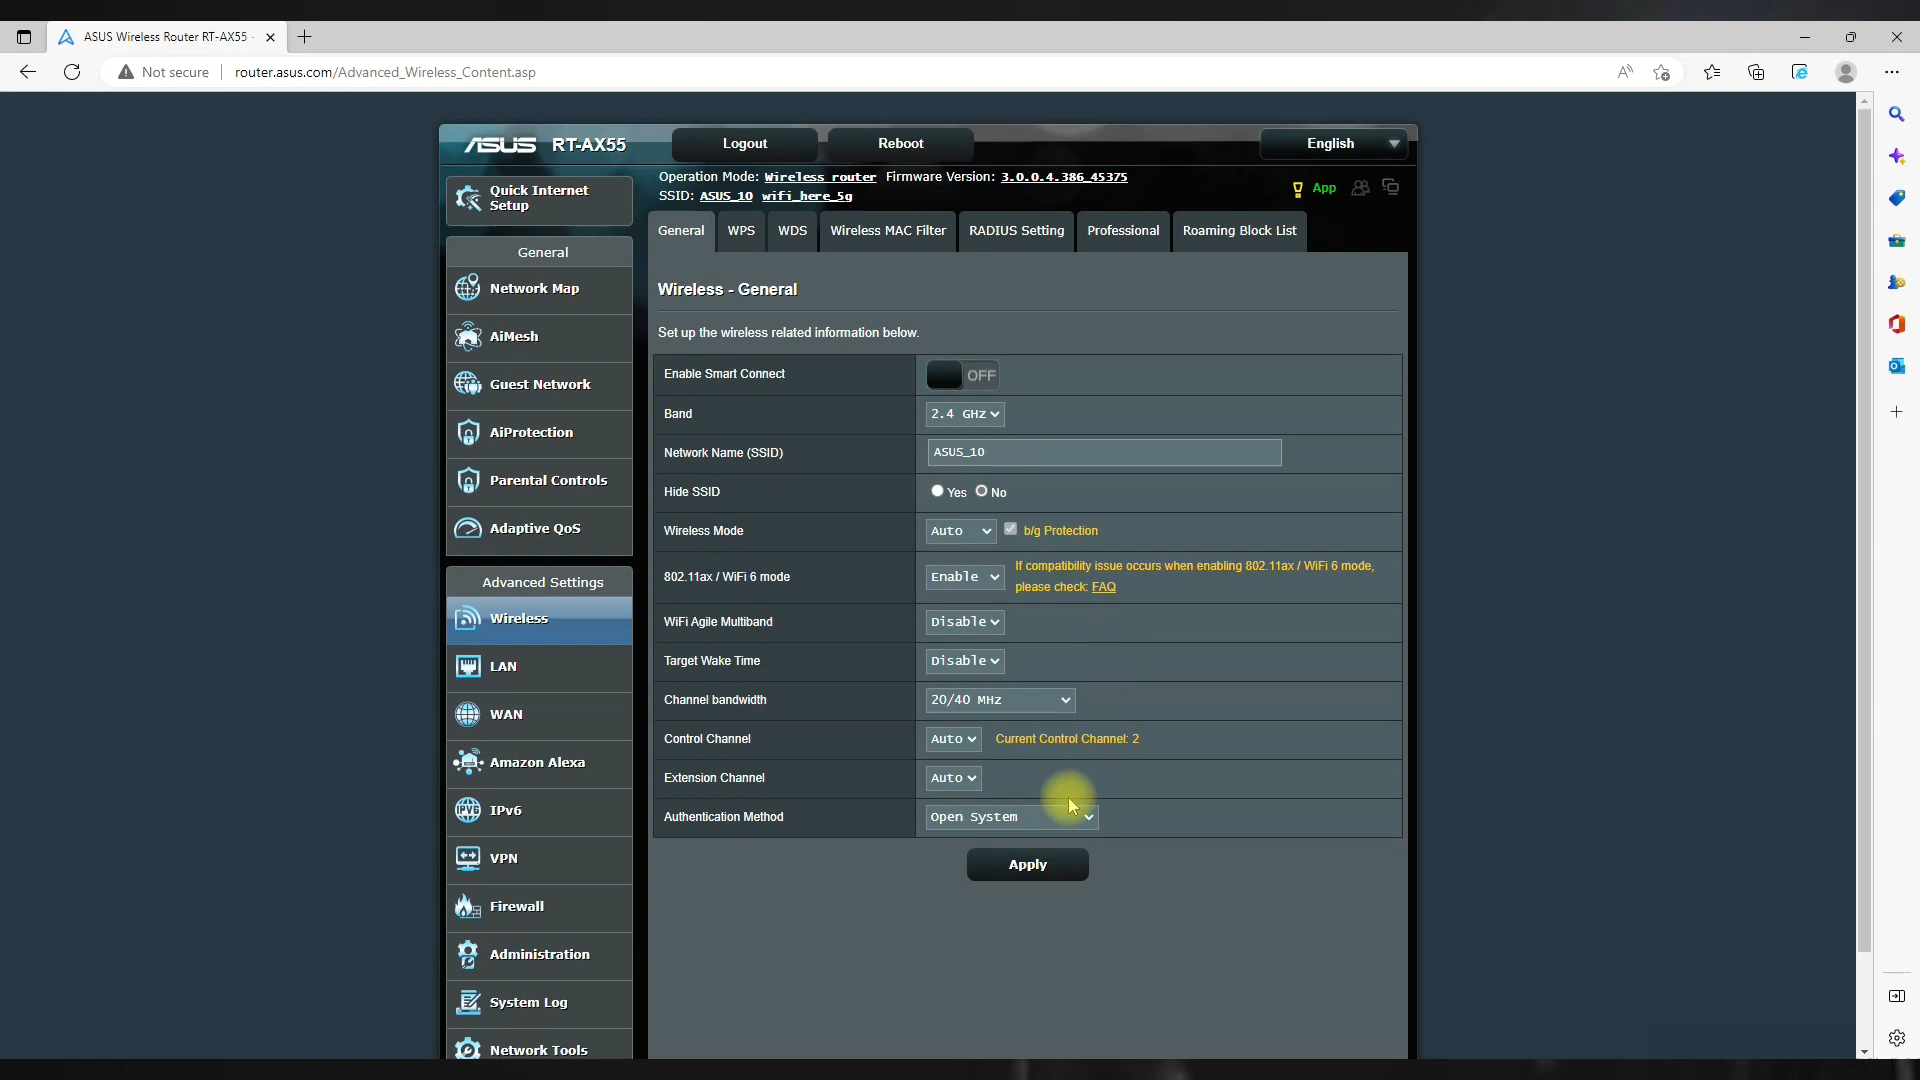 ASUS Wireless Router RT-AX55 -
Not secure
router.asus.com/Advanced_Wireless_Content.asp
ASUS RT-AX55
Logout
Reboot
English
Operation Mode: Wireless router Firmware Version: 3.0.0.4.386_45375
SSID: ASUS_10 wifi_here_5g
App
Quick Internet
Setup
General
Network Map
AiMesh
Guest Network
AiProtection
Parental Controls
Adaptive QoS
Advanced Settings
Wireless
LAN
WAN
Amazon Alexa
IPv6
VPN
Firewall
Administration
System Log
Network Tools
General WPS WDS Wireless MAC Filter RADIUS Setting Professional Roaming Block List
Wireless - General
Set up the wireless related information below.
Enable Smart Connect OFF
Band 2.4 GHz
Network Name (SSID) ASUS_10
Hide SSID Yes No
Wireless Mode Auto b/g Protection
802.11ax / WiFi 6 mode Enable If compatibility issue occurs when enabling 802.11ax / WiFi 6 mode,
please check: FAQ
WiFi Agile Multiband Disable
Target Wake Time Disable
Channel bandwidth 20/40 MHz
Control Channel Auto Current Control Channel: 2
Extension Channel Auto
Authentication Method Open System
Apply